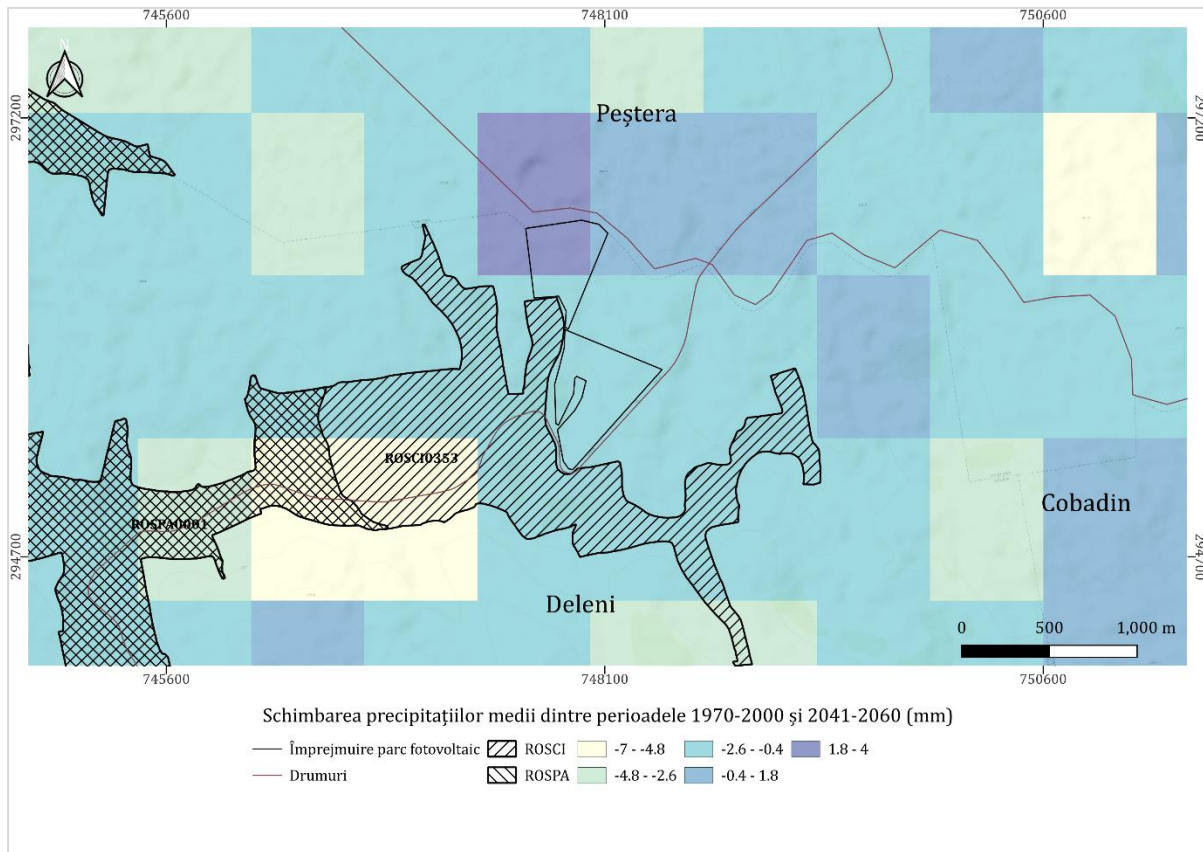 745600 748100 750600
N
297200 297200
Peştera
ROSCI0353
ROSPA0001
Cobadin
294700 294700
Deleni
0 500 1,000 m
745600 748100 750600
Schimbarea precipitațiilor medii dintre perioadele 1970-2000 și 2041-2060 (mm)
Împrejmuire parc fotovoltaic ROSCI -7 - -4.8 -2.6 - -0.4 1.8 - 4
Drumuri ROSPA -4.8 - -2.6 -0.4 - 1.8